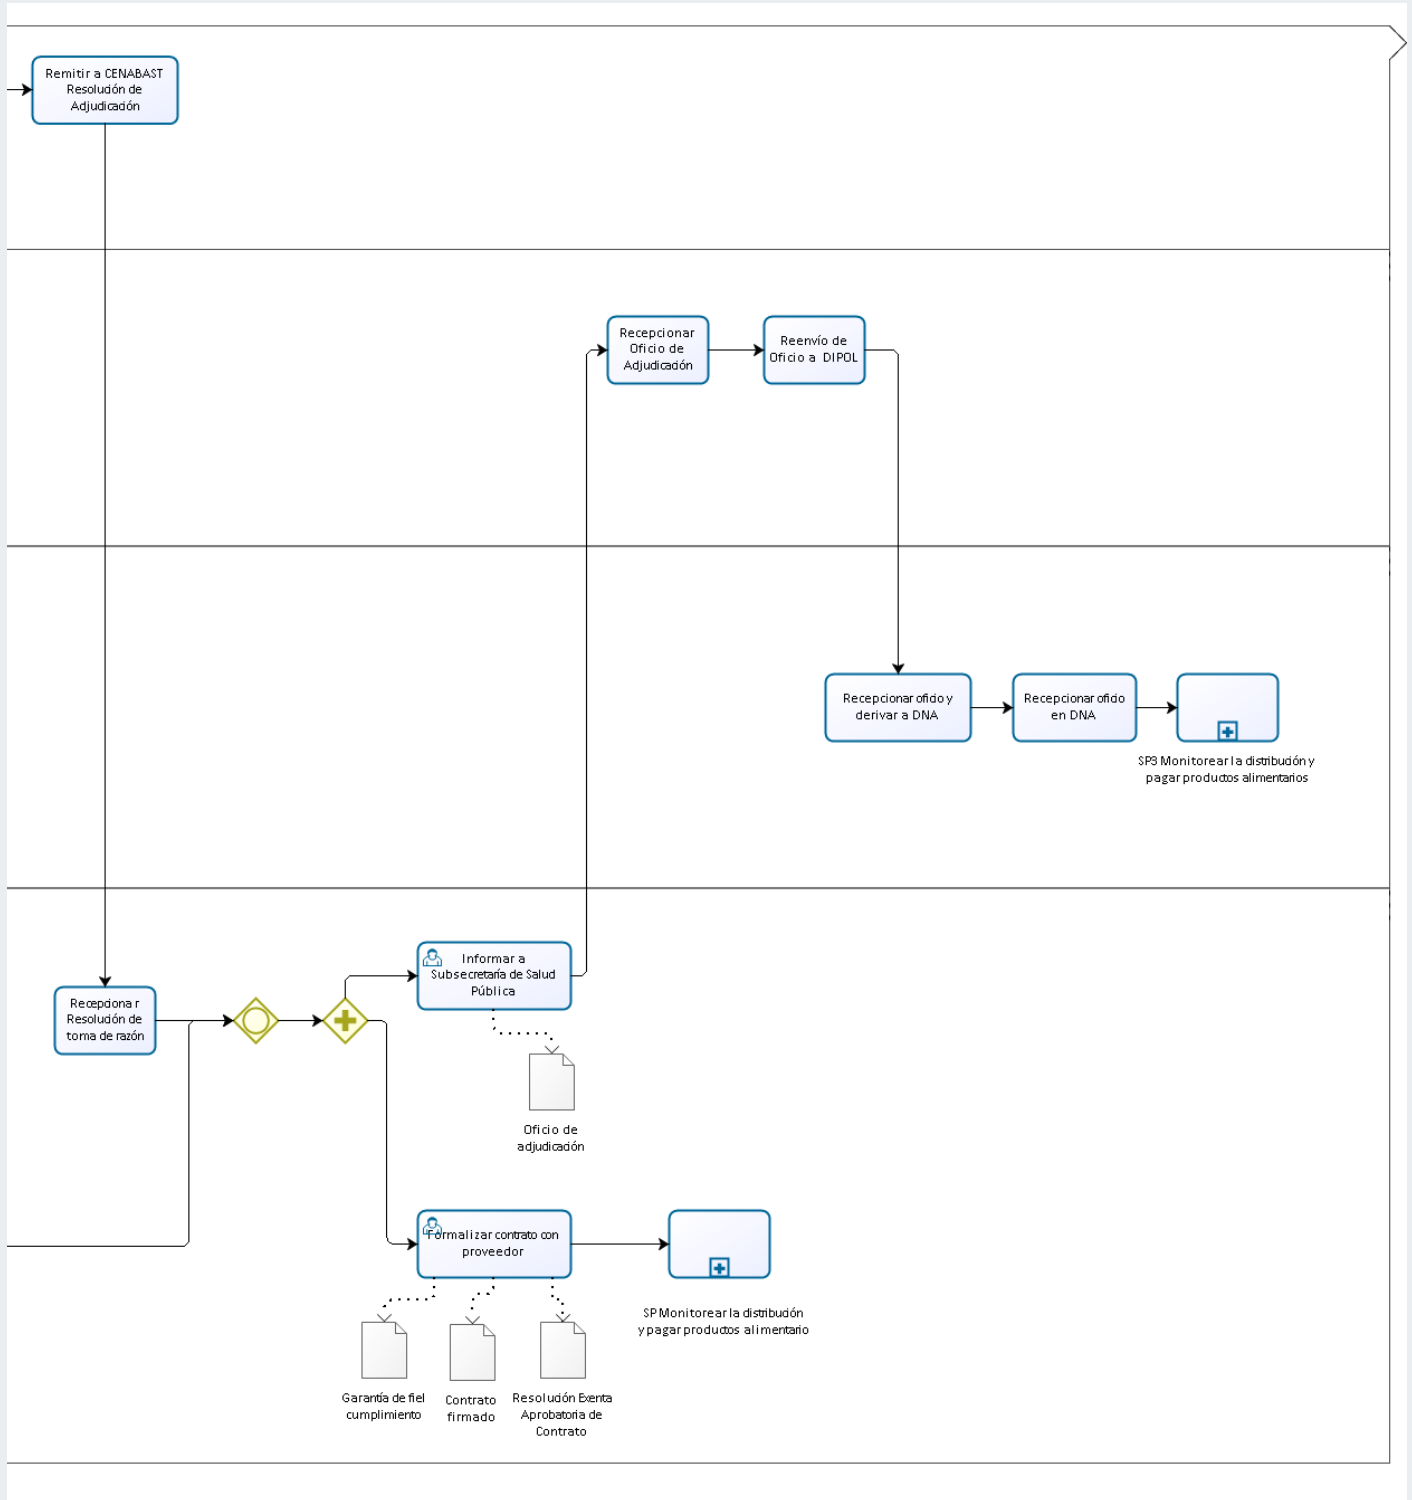 Remitir a CENABAST
Resolución de
Adjudicación
Recepcionar
Oficio de
Adjudicación
Reenvío de
Oficio a DIPOL
Recepcionar oficio y
derivar a DNA
Recepcionar oficio
en DNA
SP3 Monitorear la distribución y
pagar productos alimentarios
Informar a
Subsecretaría de Salud
Pública
Recepciona r
Resolución de
toma de razón
Oficio de
adjudicación
Formalizar contrato con
proveedor
SP Monitorear la distribución
y pagar productos alimentario
Garantía de fiel
cumplimiento
Contrato
firmado
Resolución Exenta
Aprobatoria de
Contrato